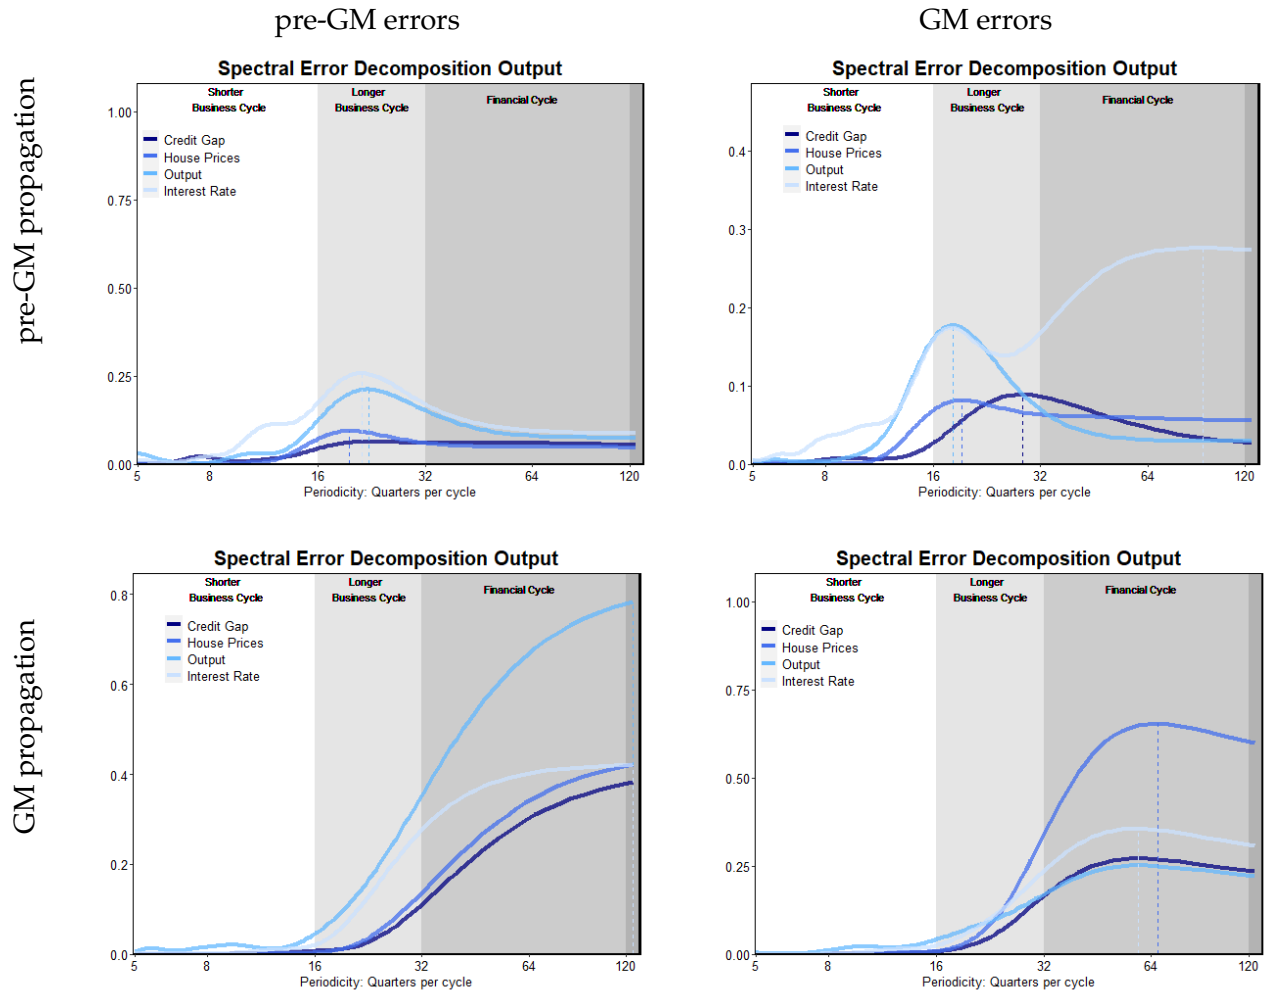 pre-GM errors
GM errors
pre-GM propagation
Spectral Error Decomposition Output
Shorter
Business Cycle
Longer
Business Cycle
Financial Cycle
1.00
0.75
0.50
0.25
0.00
Credit Gap
House Prices
Output
Interest Rate
5 8 16 32 64 120
Periodicity: Quarters per cycle
Spectral Error Decomposition Output
Shorter
Business Cycle
Longer
Business Cycle
Financial Cycle
0.4
0.3
0.2
0.1
0.0
Credit Gap
House Prices
Output
Interest Rate
5 8 16 32 64 120
Periodicity: Quarters per cycle
GM propagation
Spectral Error Decomposition Output
Shorter
Business Cycle
Longer
Business Cycle
Financial Cycle
0.8
0.6
0.4
0.2
0.0
Credit Gap
House Prices
Output
Interest Rate
5 8 16 32 64 120
Periodicity: Quarters per cycle
Spectral Error Decomposition Output
Shorter
Business Cycle
Longer
Business Cycle
Financial Cycle
1.00
0.75
0.50
0.25
0.00
Credit Gap
House Prices
Output
Interest Rate
5 8 16 32 64 120
Periodicity: Quarters per cycle